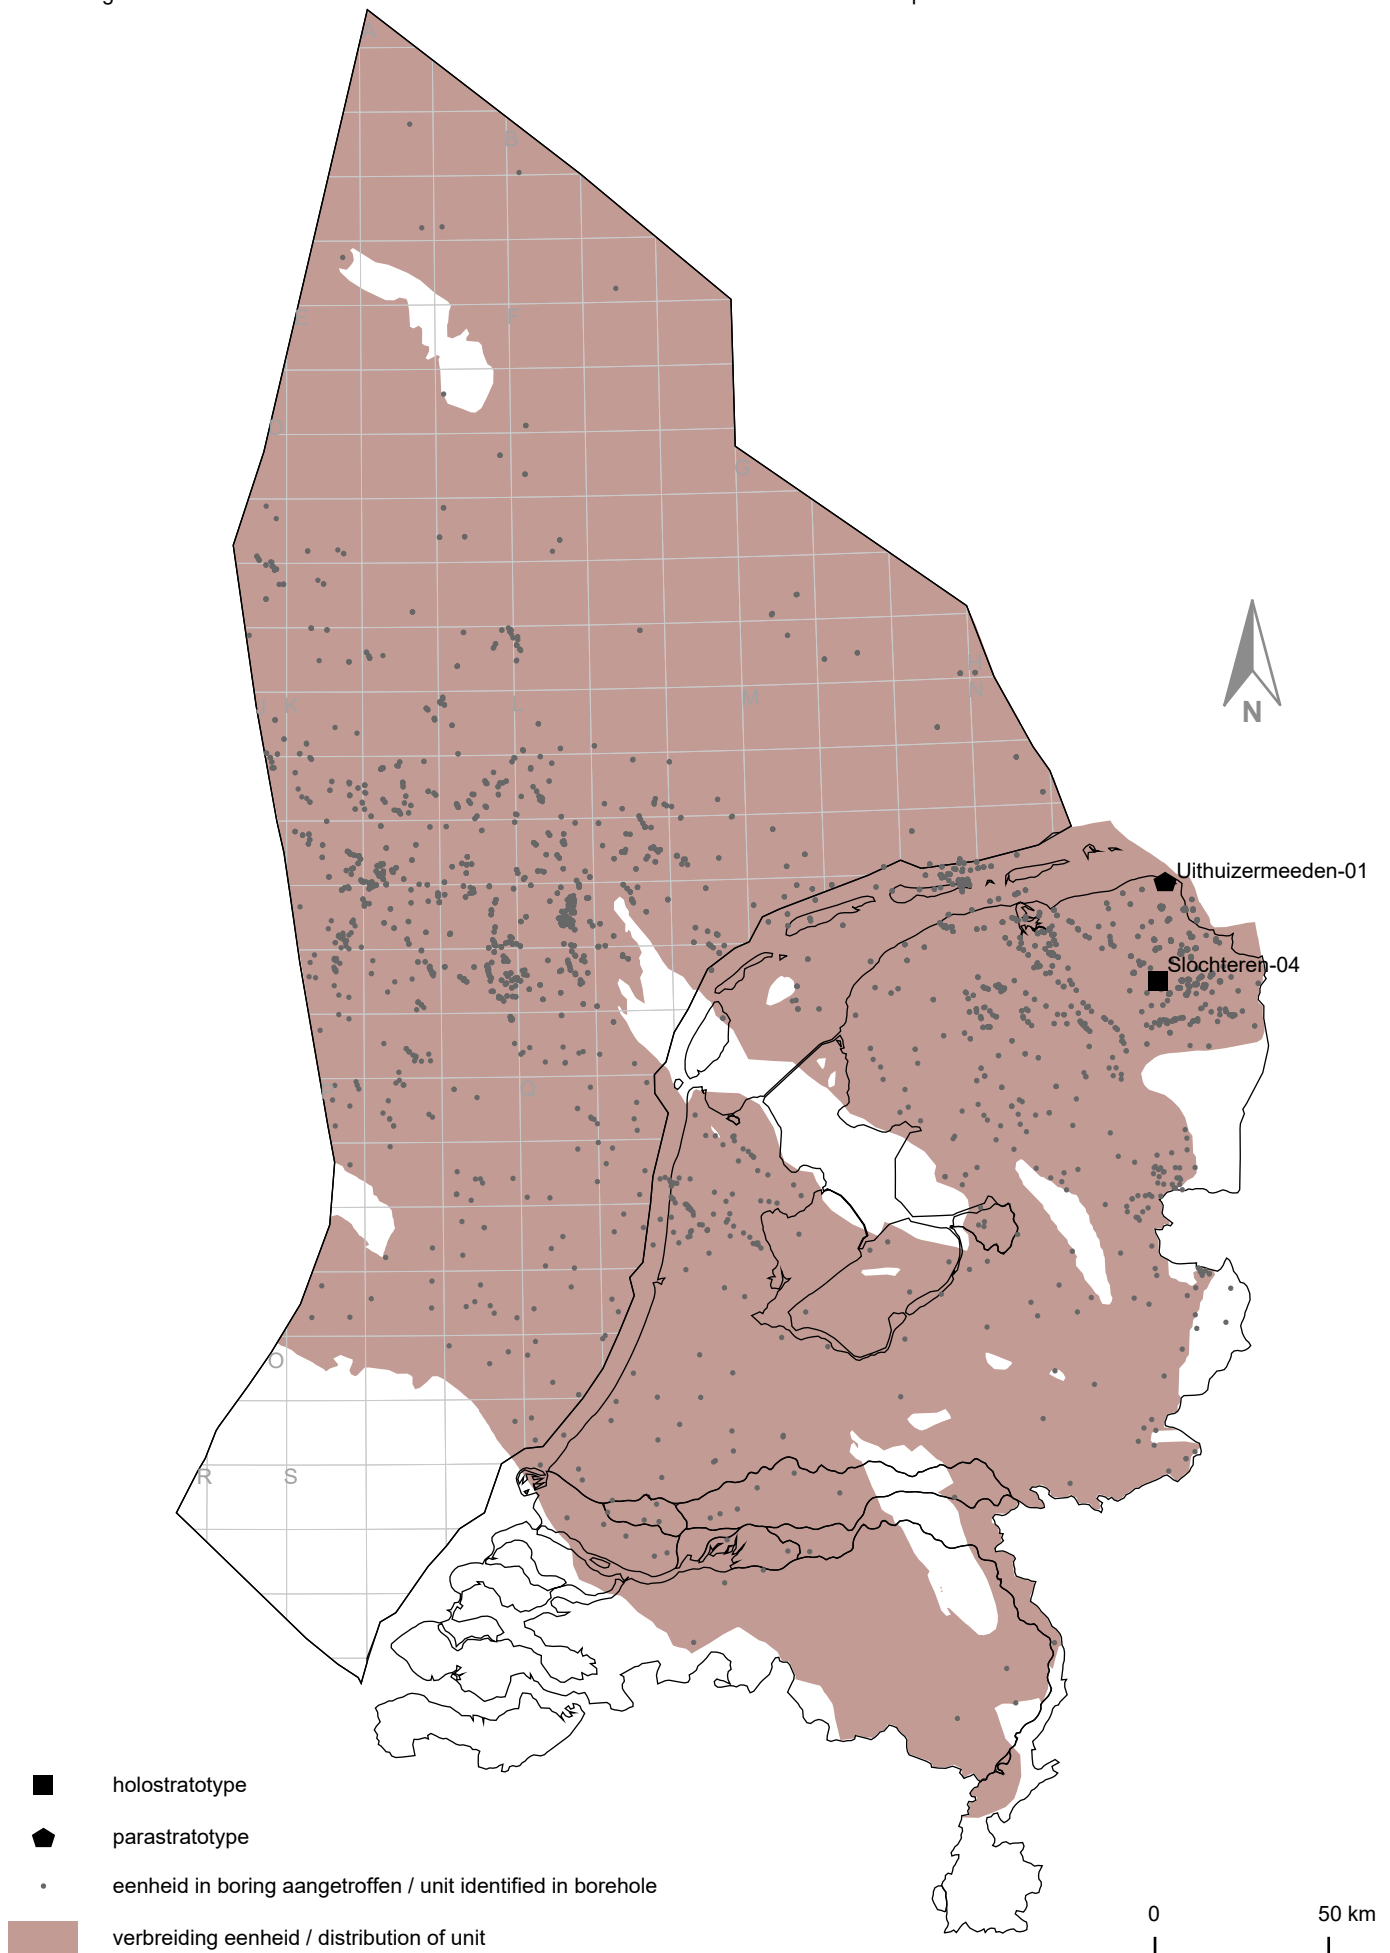 A
B
E
F
D
G
H
J
K
L
M
N
Uithuizermeeden-01
Slochteren-04
Q
O
R
S
N
holostratotype
parastratotype
eenheid in boring aangetroffen / unit identified in borehole
verbreiding eenheid / distribution of unit
0
50 km